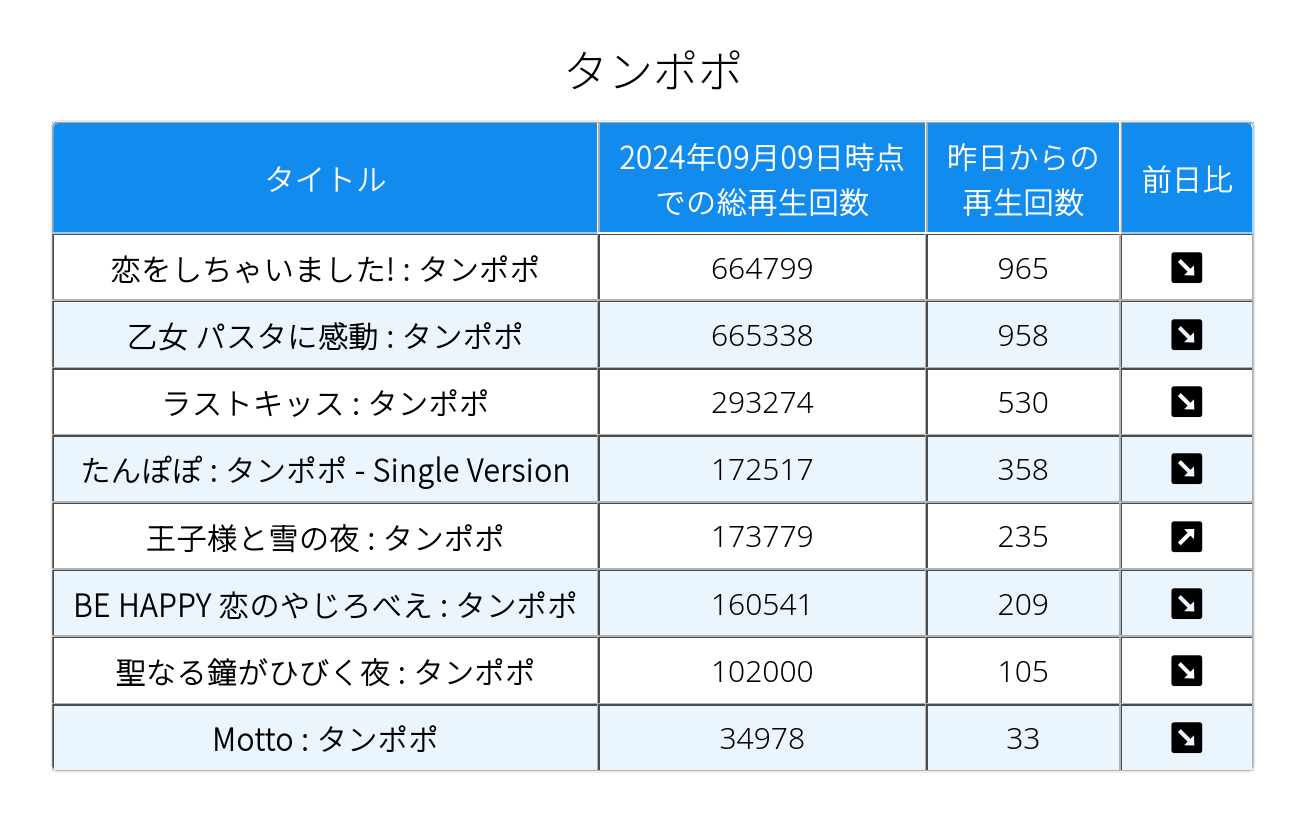 タンポポ
タイトル
2024年09月09日時点
での総再生回数
昨日からの
再生回数
前日比
恋をしちゃいました! : タンポポ 664799 965 ↘
乙女 パスタに感動 : タンポポ 665338 958 ↘
ラストキッス : タンポポ 293274 530 ↘
たんぽぽ : タンポポ - Single Version 172517 358 ↘
王子様と雪の夜 : タンポポ 173779 235 ↗
BE HAPPY 恋のやじろべえ : タンポポ 160541 209 ↘
聖なる鐘がひびく夜 : タンポポ 102000 105 ↘
Motto : タンポポ 34978 33 ↘